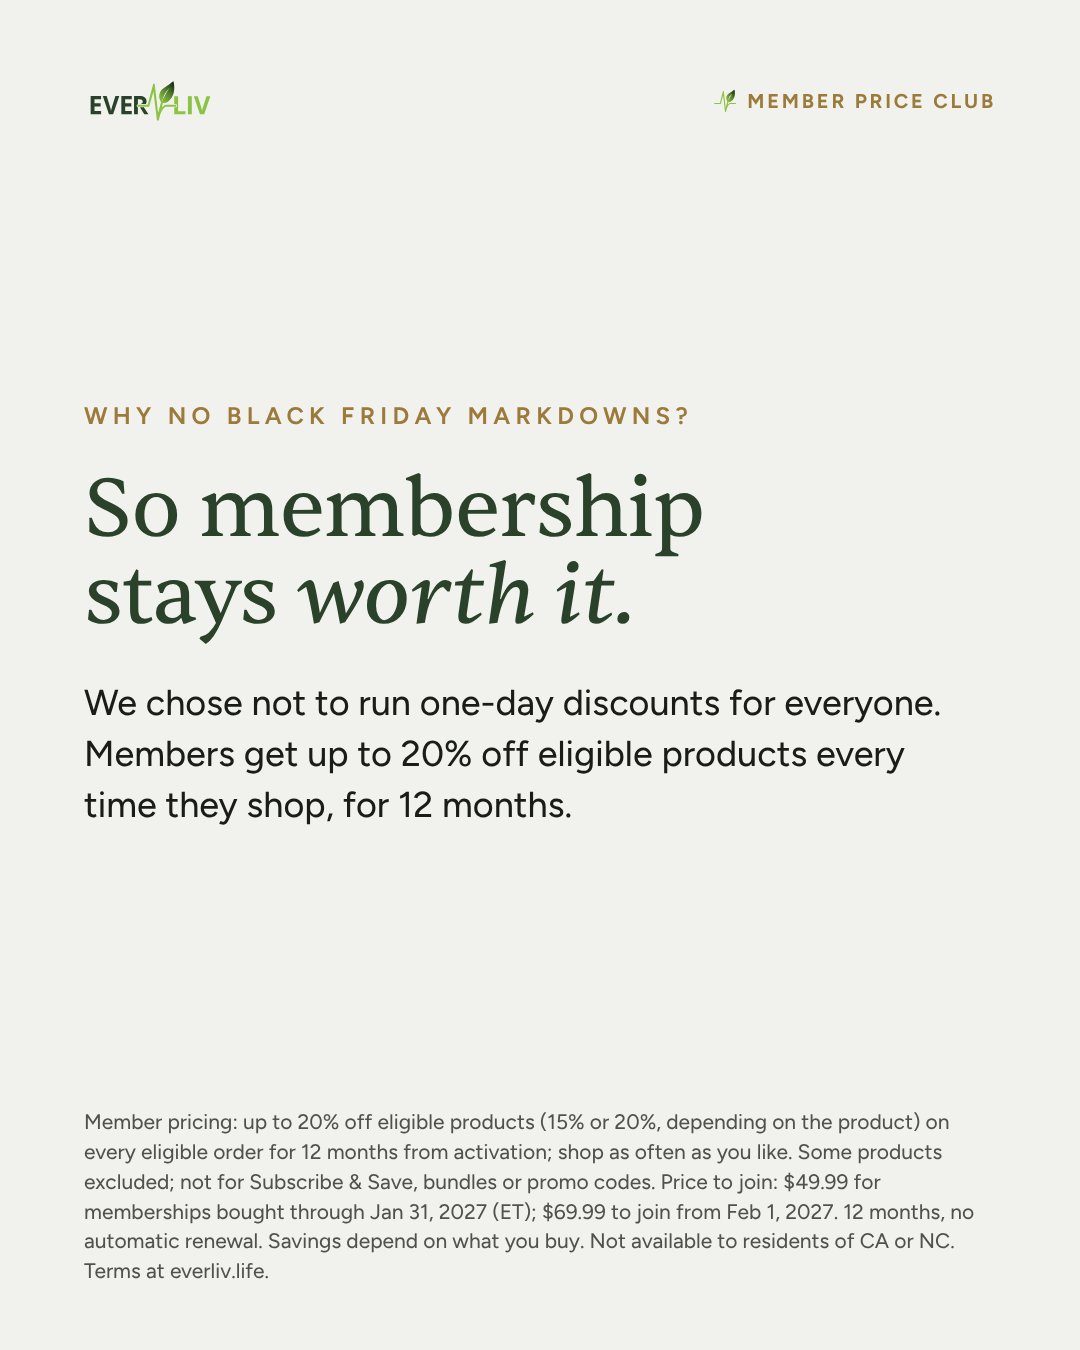 EVERLIV
MEMBER PRICE CLUB
WHY NO BLACK FRIDAY MARKDOWNS?
So membership
stays worth it.
We chose not to run one-day discounts for everyone.
Members get up to 20% off eligible products every
time they shop, for 12 months.
Member pricing: up to 20% off eligible products (15% or 20%, depending on the product) on
every eligible order for 12 months from activation; shop as often as you like. Some products
excluded; not for Subscribe & Save, bundles or promo codes. Price to join: $49.99 for
memberships bought through Jan 31, 2027 (ET); $69.99 to join from Feb 1, 2027. 12 months, no
automatic renewal. Savings depend on what you buy. Not available to residents of CA or NC.
Terms at everliv.life.